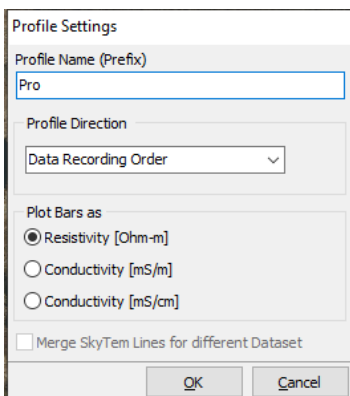 Profile Settings
Profile Name (Prefix)
Pro
Profile Direction
Data Recording Order
Plot Bars as
Resistivity [Ohm-m]
Conductivity [mS/m]
Conductivity [mS/cm]
Merge SkyTem Lines for different Dataset
OK Cancel